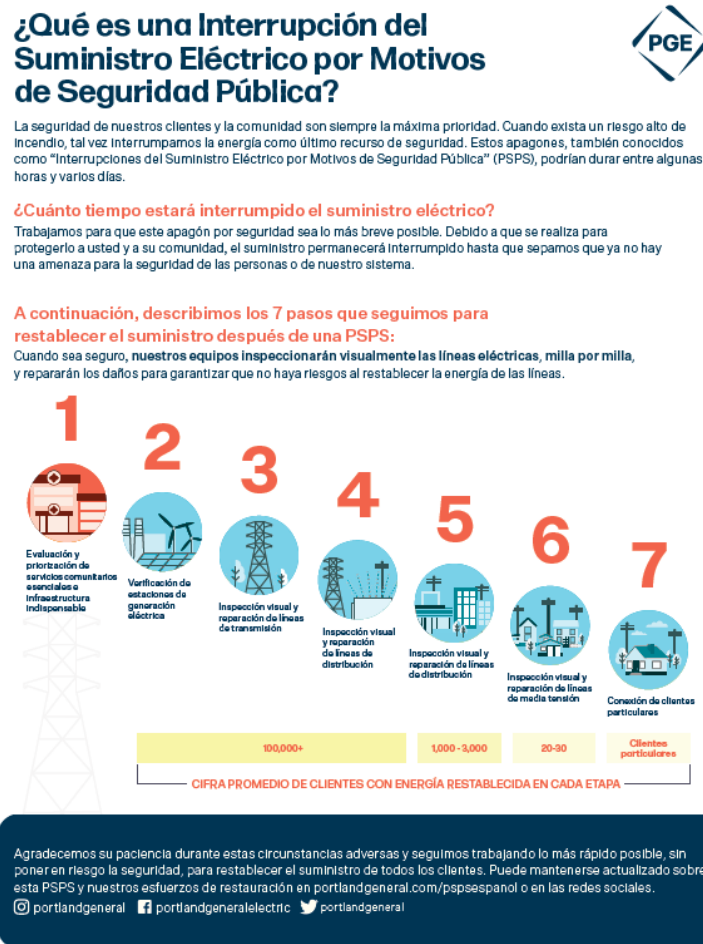 ¿Qué es una Interrupción del
Suministro Eléctrico por Motivos
de Seguridad Pública?
PGE
La seguridad de nuestros clientes y la comunidad son siempre la máxima prioridad. Cuando exista un riesgo alto de
incendio, tal vez interrumpamos la energía como último recurso de seguridad. Estos apagones, también conocidos
como “Interrupciones del Suministro Eléctrico por Motivos de Seguridad Pública” (PSPS), podrían durar entre algunas
horas y varios días.
¿Cuánto tiempo estará interrumpido el suministro eléctrico?
Trabajamos para que este apagón por seguridad sea lo más breve posible. Debido a que se realiza para
protegerlo a usted y a su comunidad, el suministro permanecerá interrumpido hasta que sepamos que ya no hay
una amenaza para la seguridad de las personas o de nuestro sistema.
A continuación, describimos los 7 pasos que seguimos para
restablecer el suministro después de una PSPS:
Cuando sea seguro, nuestros equipos inspeccionarán visualmente las líneas eléctricas, milla por milla,
y repararán los daños para garantizar que no haya riesgos al restablecer la energía de las líneas.
1
Evaluación y
priorización de
servicios comunitarios
esenciales e
infraestructura
indispensable
2
Verificación de
estaciones de
generación
eléctrica
3
Inspección visual y
reparación de líneas
de transmisión
4
Inspección visual
y reparación
de líneas de
distribución
5
Inspección visual y
reparación de líneas
de distribución
6
Inspección visual y
reparación de líneas
de media tensión
7
Conexión de clientes
particulares
100,000+
1,000 - 3,000
20-30
Clientes
particulares
CIFRA PROMEDIO DE CLIENTES CON ENERGÍA RESTABLECIDA EN CADA ETAPA
Agradecemos su paciencia durante estas circunstancias adversas y seguimos trabajando lo más rápido posible, sin
poner en riesgo la seguridad, para restablecer el suministro de todos los clientes. Puede mantenerse actualizado sobre
esta PSPS y nuestros esfuerzos de restauración en portlandgeneral.com/pspsespanol o en las redes sociales.
portlandgeneral portlandgeneralelectric portlandgeneral